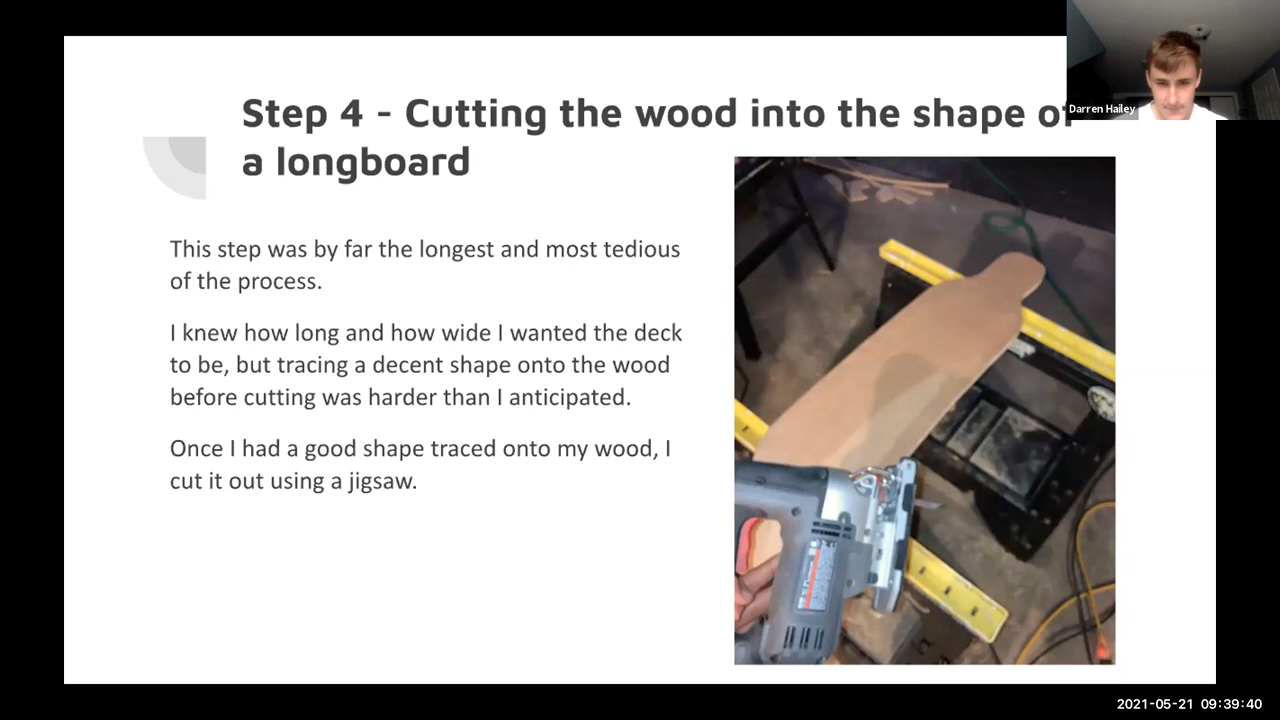 Step 4 - Cutting the wood into the shape of
a longboard
Darren Hailey
This step was by far the longest and most tedious
of the process.
I knew how long and how wide I wanted the deck
to be, but tracing a decent shape onto the wood
before cutting was harder than I anticipated.
Once I had a good shape traced onto my wood, I
cut it out using a jigsaw.
2021-05-21 09:39:40